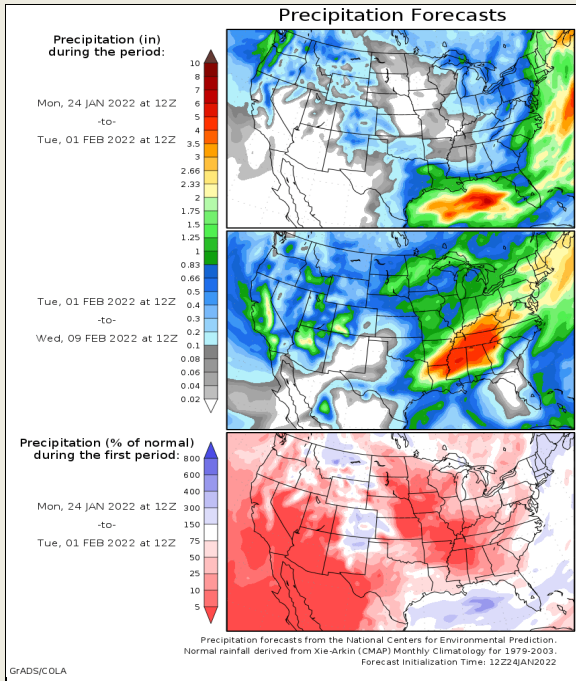 Precipitation Forecasts
Precipitation (in)
during the period:
Mon, 24 JAN 2022 at 12Z
-to-
Tue, 01 FEB 2022 at 12Z
10
8
7
6
5
4
3.5
3
2.66
2.33
2
1.75
1.5
1.25
1
0.83
0.66
0.5
0.4
0.3
0.2
0.1
0.08
0.06
0.04
0.02
Tue, 01 FEB 2022 at 12Z
-to-
Wed, 09 FEB 2022 at 12Z
Precipitation (% of normal)
during the first period:
Mon, 24 JAN 2022 at 12Z
-to-
Tue, 01 FEB 2022 at 12Z
800
600
400
300
150
75
50
25
10
5
Precipitation forecasts from the National Centers for Environmental Prediction.
Normal rainfall derived from Xie-Arkin (CMAP) Monthly Climatology for 1979-2003.
Forecast Initialization Time: 12Z24JAN2022
GrADS/COLA